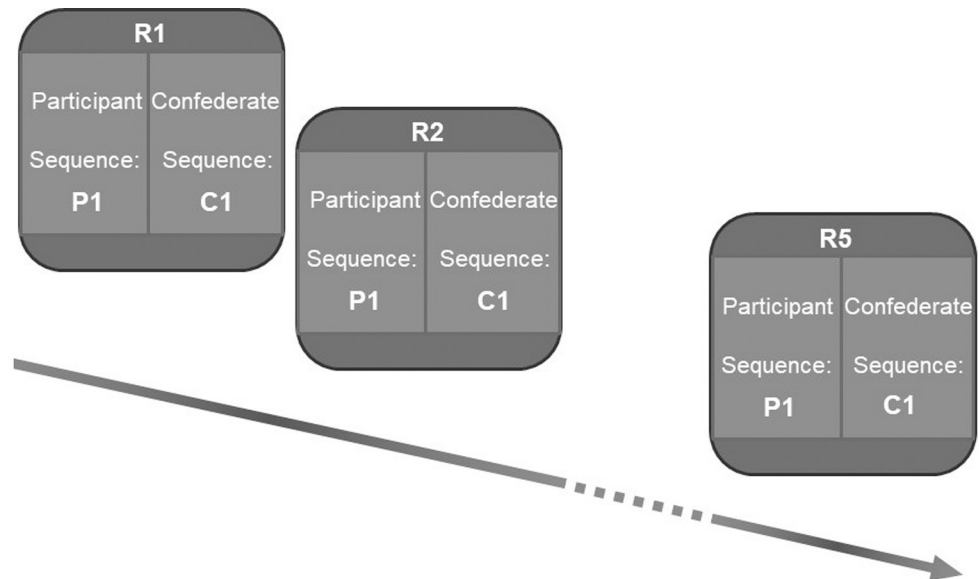 R1
Participant Confederate
Sequence: Sequence:
P1 C1
R2
Participant Confederate
Sequence: Sequence:
P1 C1
R5
Participant Confederate
Sequence: Sequence:
P1 C1